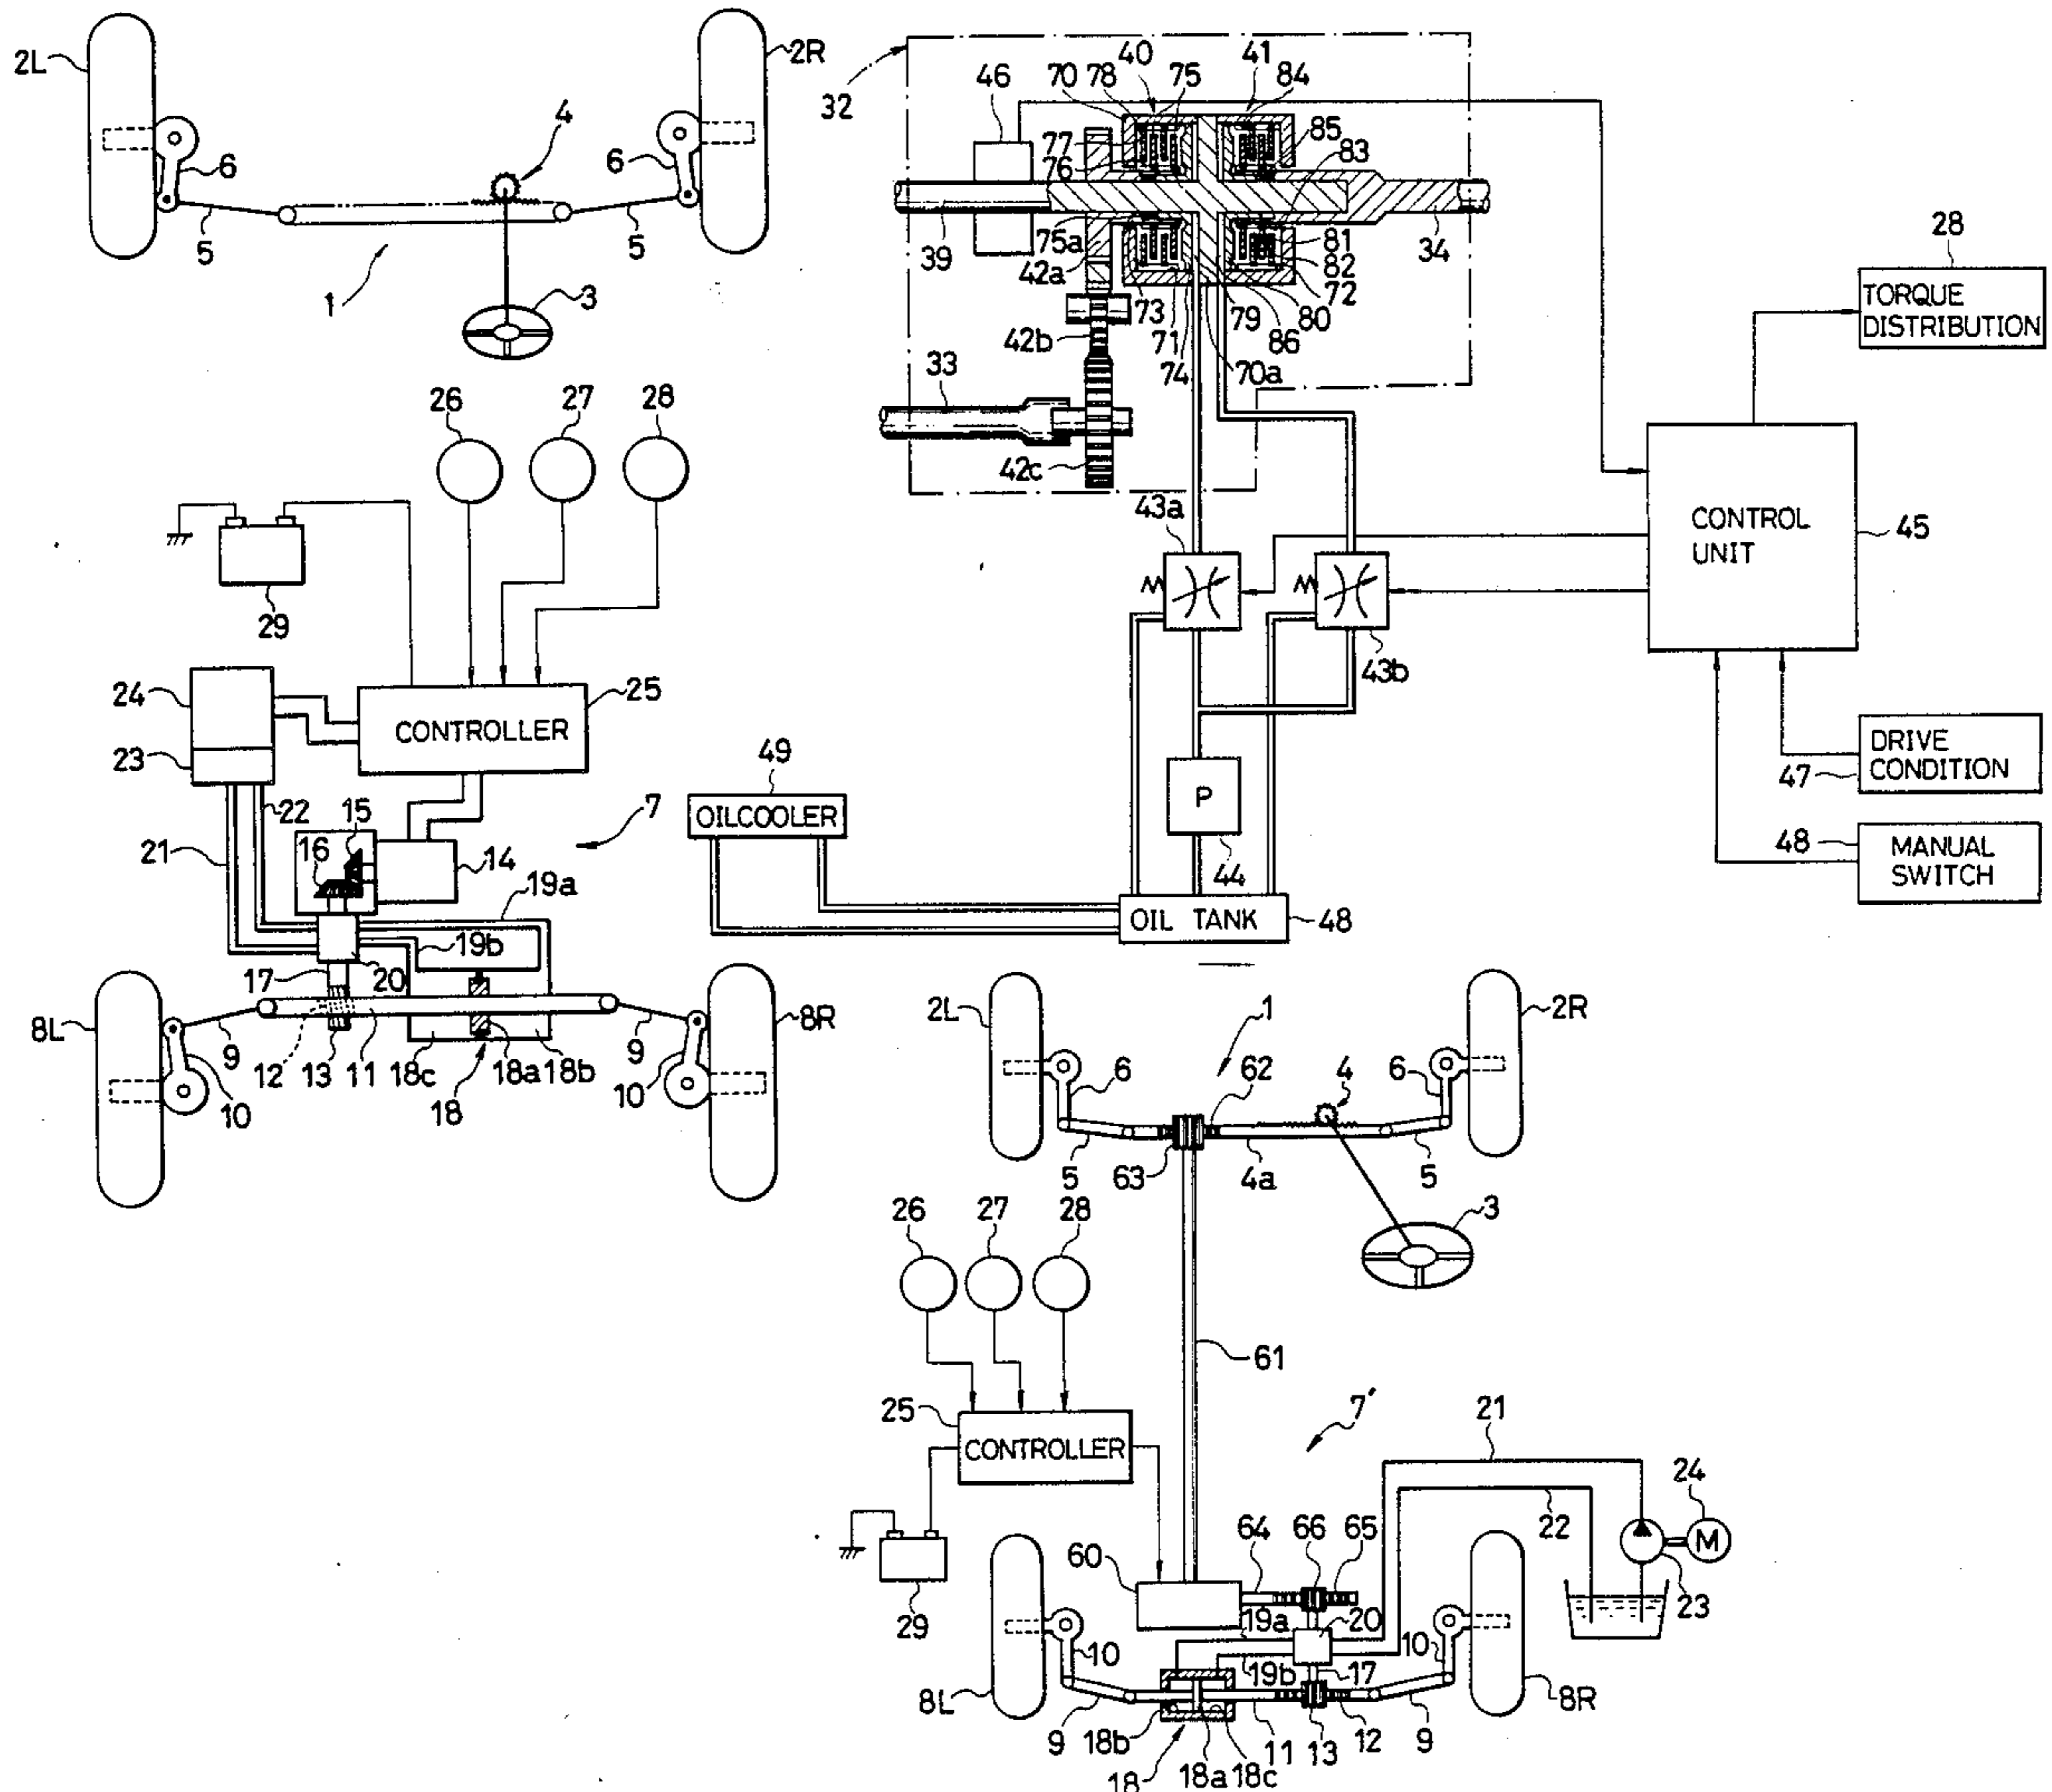 2L
2R
4
6
6
5
5
1
3
32
46
70
78
40
75
41
84
77
76
85
83
39
75a
42a
81
82
34
73
71
79
80
72
42b
74
86
70a
33
42c
28
TORQUE
DISTRIBUTION
43a
CONTROL
UNIT
45
43b
DRIVE
CONDITION
47
P
44
48
MANUAL
SWITCH
49
OILCOOLER
OIL TANK
48
26
27
28
29
24
25
CONTROLLER
23
22
15
7
21
16
14
19a
19b
17
20
8L
8R
9
12
13
11
18c
18a
18b
9
10
18
10
2L
2R
1
6
62
4
6
5
63
4a
5
3
26
27
28
61
25
CONTROLLER
7'
21
24
M
22
23
29
60
64
66
65
19a
20
10
19b
17
10
8L
8R
9
18b
18
18a
18c
11
13
12
9